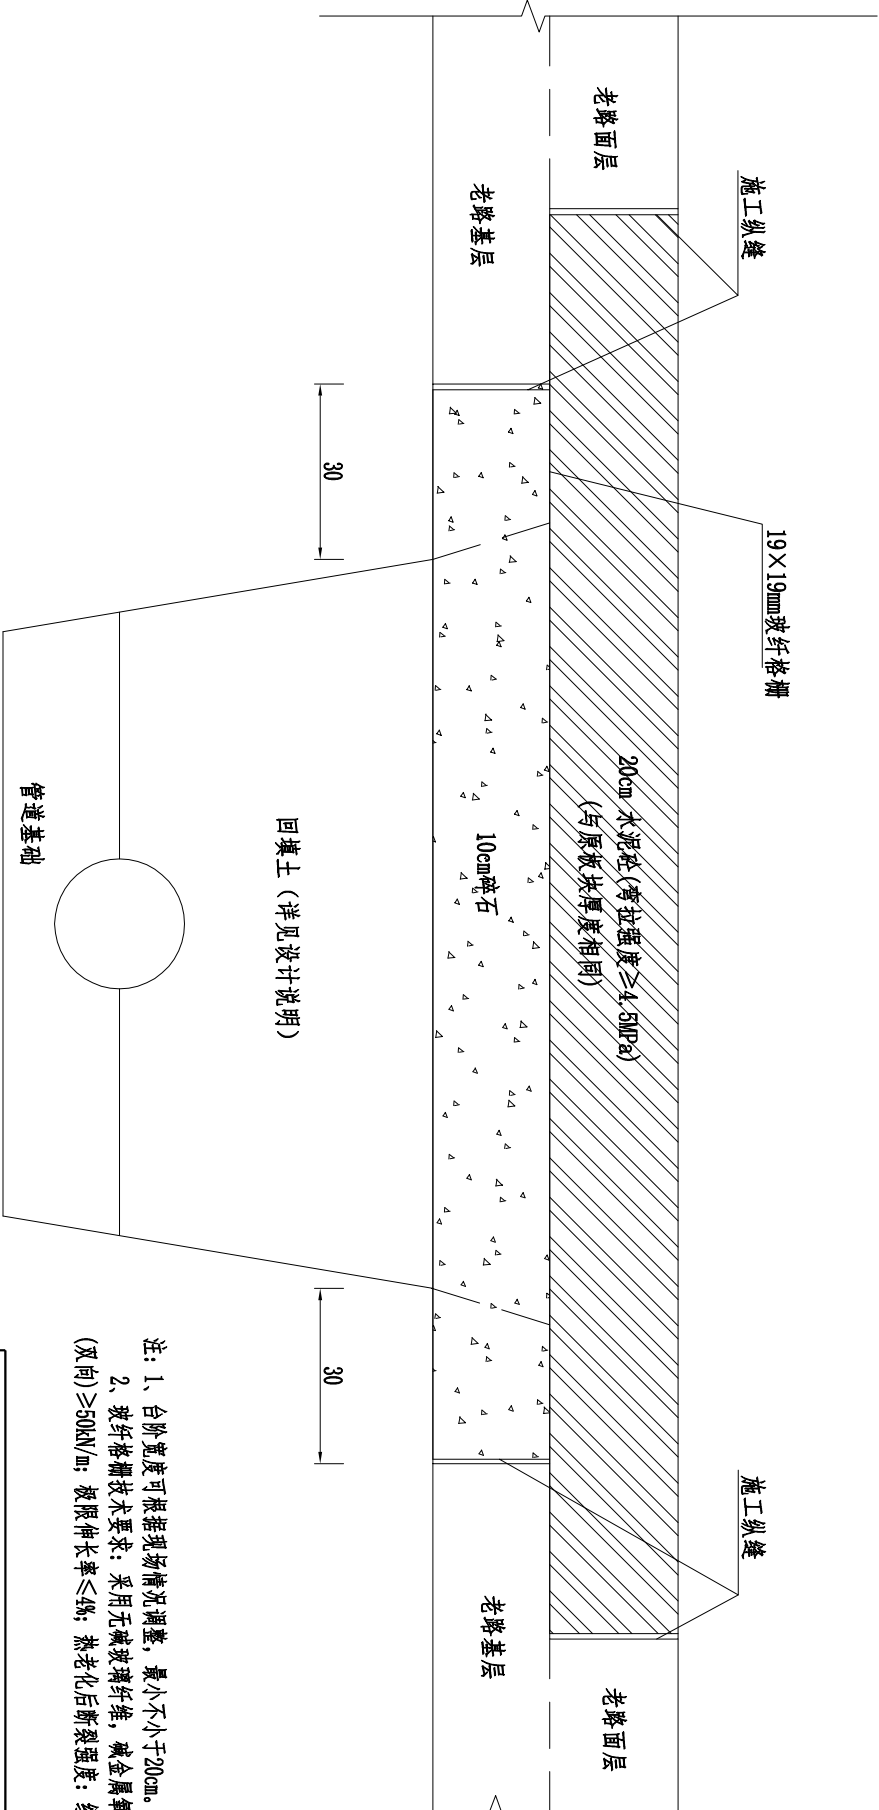 施工纵缝
19×19mm玻纤格栅
施工纵缝
老路面层
20cm 水泥砼(弯拉强度≥4.5MPa)
(与原板块厚度相同)
老路面层
老路基层
10cm碎石
老路基层
30
30
回填土（详见设计说明）
管道基础
注：1、台阶宽度可根据现场情况调整，最小不小于20cm。
2、玻纤格栅技术要求：采用无碱玻璃纤维，碱金属氧
(双向)≥50kN/m；极限伸长率≤4%；热老化后断裂强度：